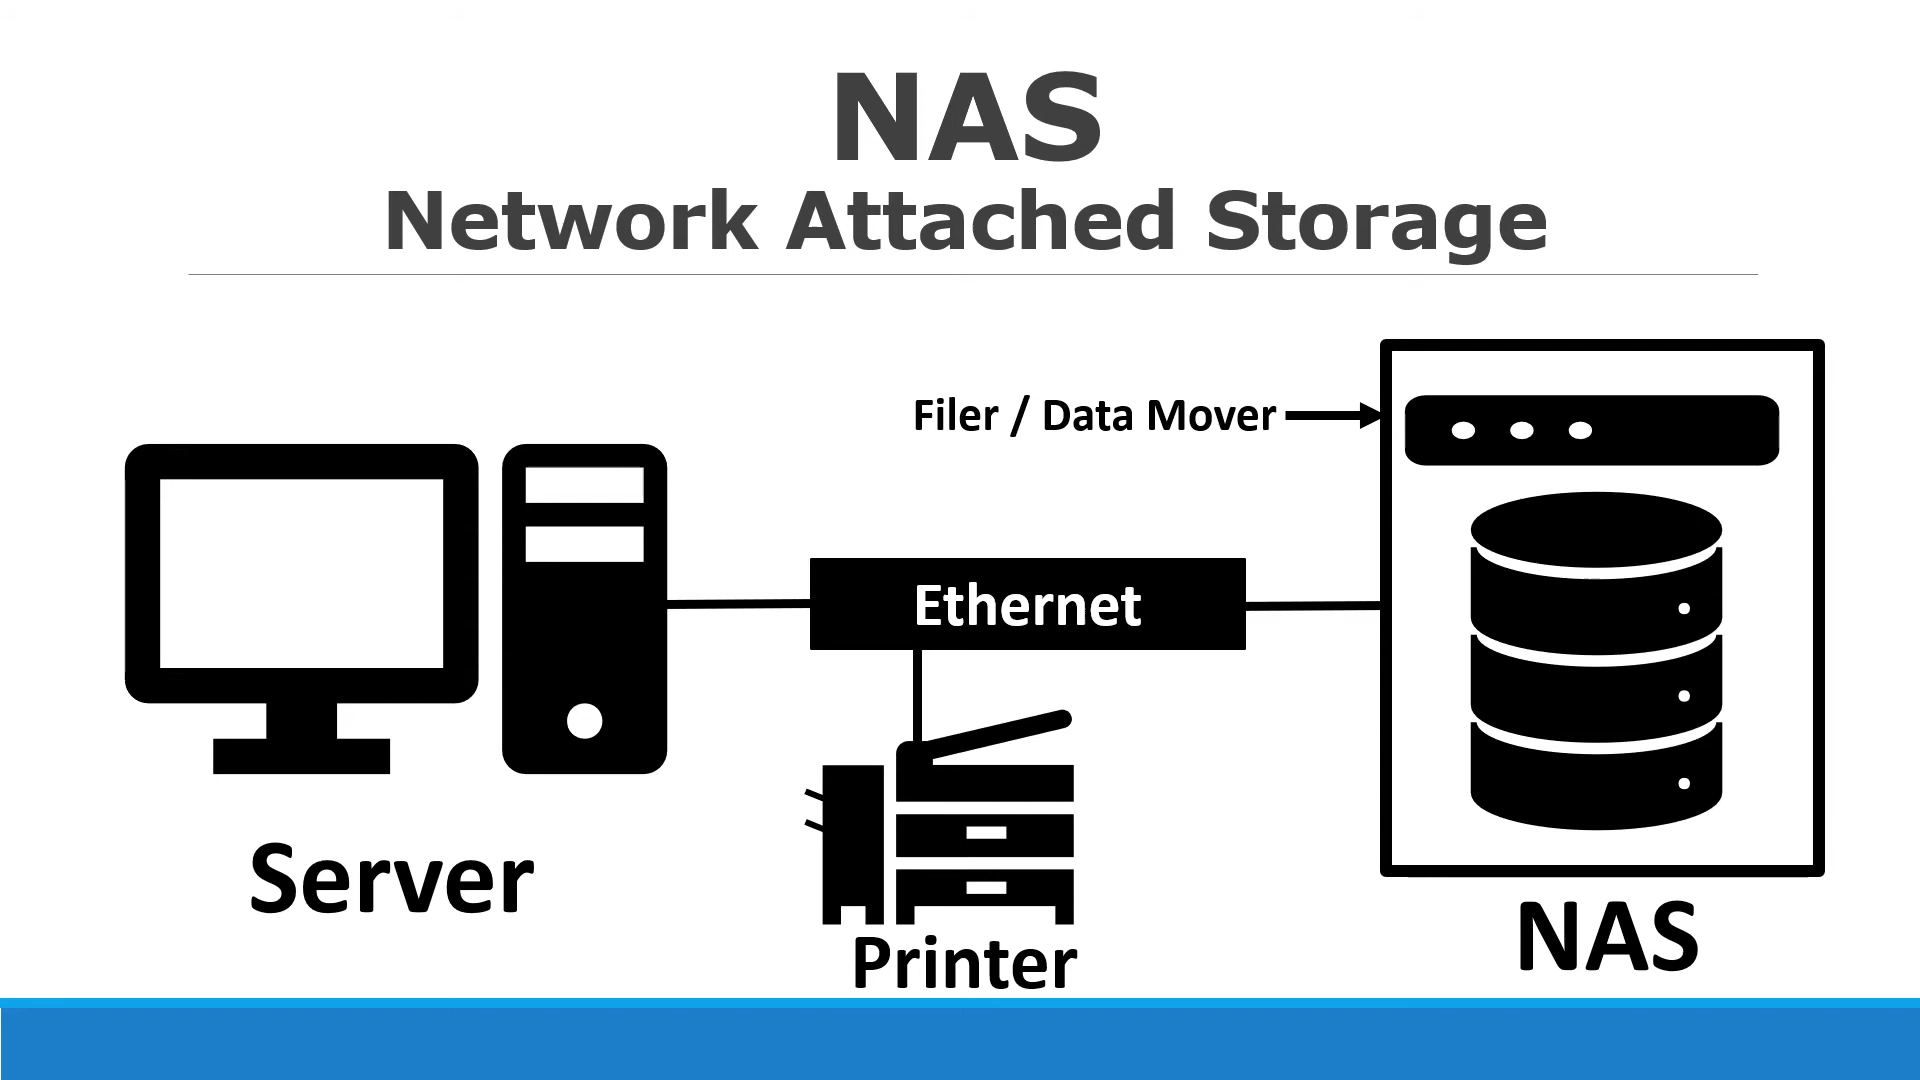 NAS
Network Attached Storage
Filer / Data Mover
Ethernet
Server
Printer
NAS